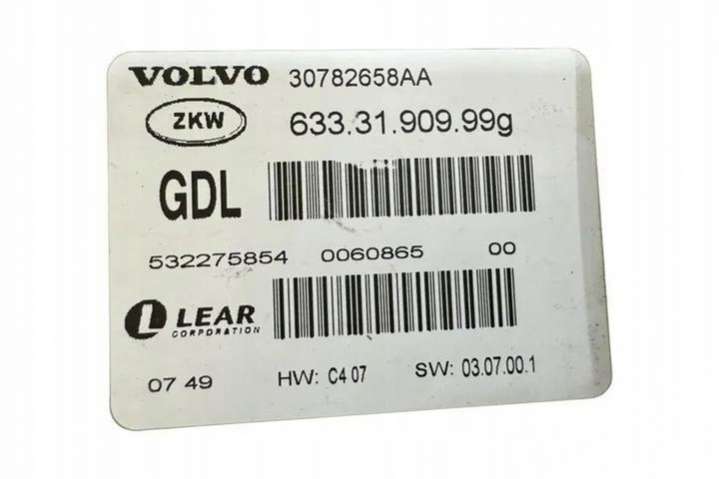 VOLVO 30782658AA
ZKW 633.31.909.99g
GDL
532275854 0060865 00
LEAR
CORPORATION
07 49 HW: C4 07 SW: 03.07.00.1